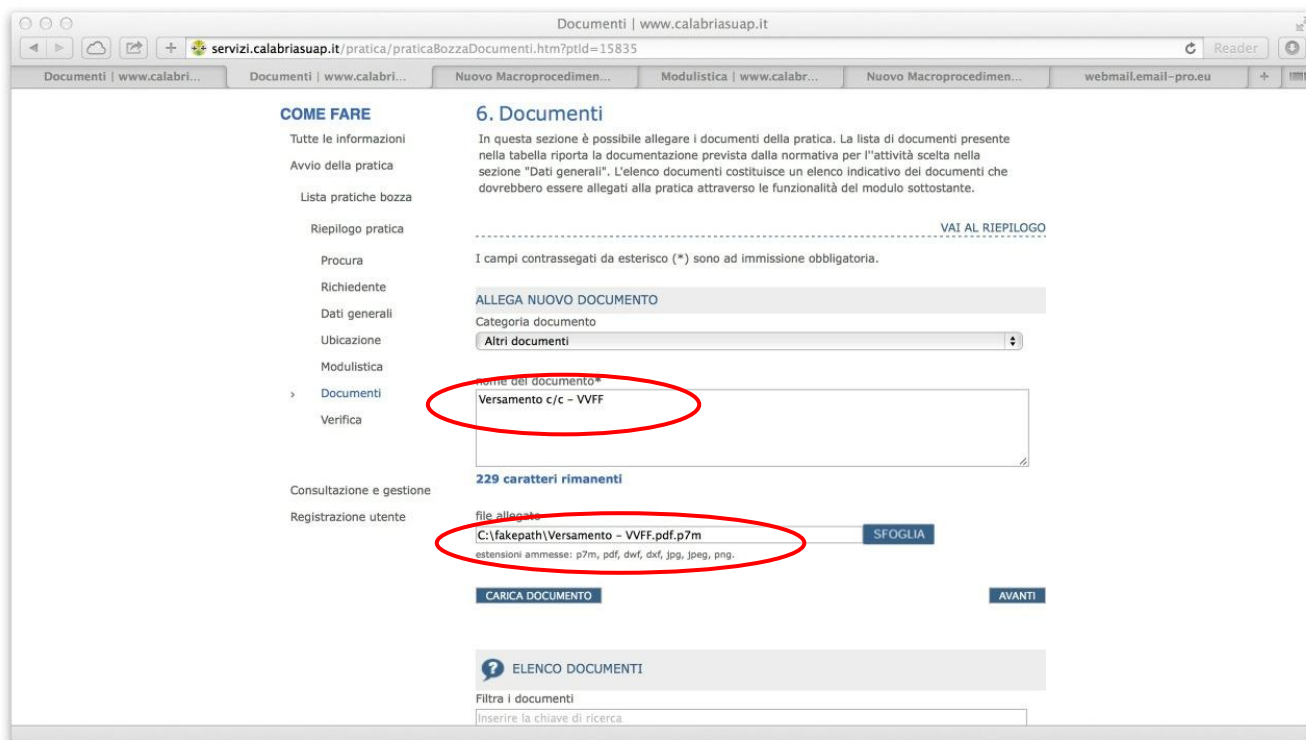 Documenti | www.calabriasuap.it
servizi.calabriasuap.it/pratica/praticaBozzaDocumenti.htm?ptId=15835
Reader
Documenti | www.calabri...
Documenti | www.calabri...
Nuovo Macroprocedimen...
Modulistica | www.calabr...
Nuovo Macroprocedimen...
webmail.email-pro.eu
COME FARE
Tutte le informazioni
Avvio della pratica
Lista pratiche bozza
Riepilogo pratica
Procura
Richiedente
Dati generali
Ubicazione
Modulistica
› Documenti
Verifica
Consultazione e gestione
Registrazione utente
6. Documenti
In questa sezione è possibile allegare i documenti della pratica. La lista di documenti presente
nella tabella riporta la documentazione prevista dalla normativa per l''attività scelta nella
sezione "Dati generali". L'elenco documenti costituisce un elenco indicativo dei documenti che
dovrebbero essere allegati alla pratica attraverso le funzionalità del modulo sottostante.
VAI AL RIEPILOGO
I campi contrassegati da esterisco (*) sono ad immissione obbligatoria.
ALLEGA NUOVO DOCUMENTO
Categoria documento
Altri documenti
nome del documento*
Versamento c/c – VVFF
229 caratteri rimanenti
file allegato
C:\fakepath\Versamento – VVFF.pdf.p7m
SFOGLIA
estensioni ammesse: p7m, pdf, dwf, dxf, jpg, jpeg, png.
CARICA DOCUMENTO
AVANTI
? ELENCO DOCUMENTI
Filtra i documenti
Inserire la chiave di ricerca